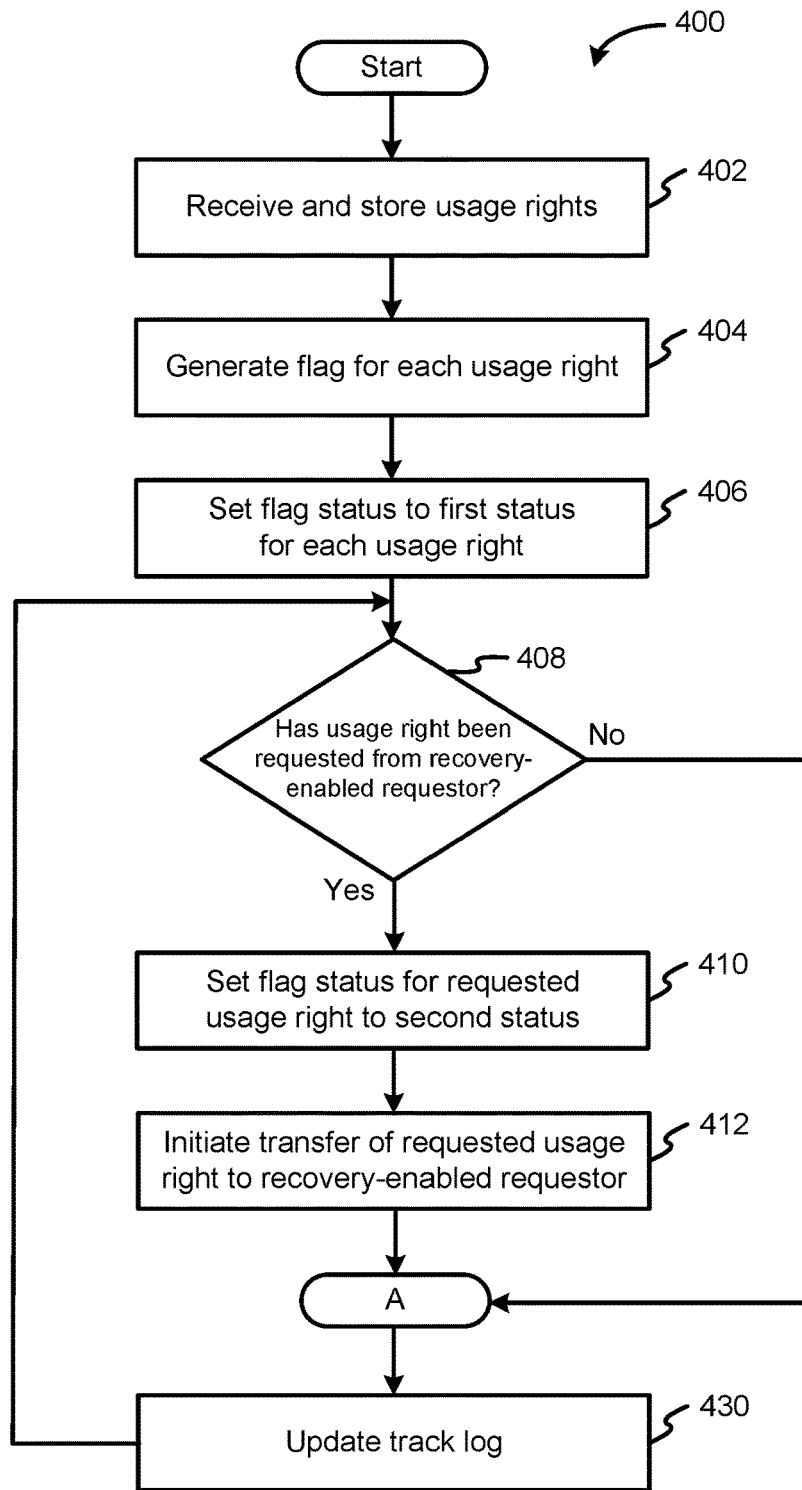 400
Start
402
Receive and store usage rights
404
Generate flag for each usage right
406
Set flag status to first status
for each usage right
408
Has usage right been
requested from recovery-
enabled requestor?
No
Yes
410
Set flag status for requested
usage right to second status
412
Initiate transfer of requested usage
right to recovery-enabled requestor
A
430
Update track log